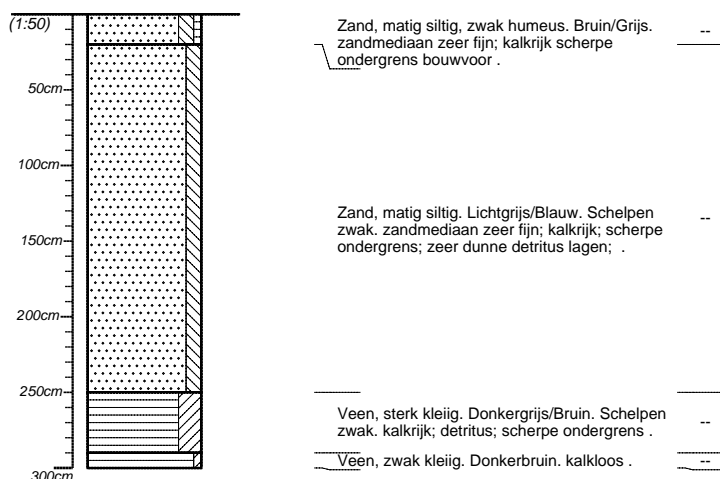 (1:50)
Zand, matig siltig, zwak humeus. Bruin/Grijs.
zandmediaan zeer fijn; kalkrijk scherpe
ondergrens bouwvoor .
--
50cm
100cm
150cm
Zand, matig siltig. Lichtgrijs/Blauw. Schelpen
zwak. zandmediaan zeer fijn; kalkrijk; scherpe
ondergrens; zeer dunne detritus lagen; .
--
200cm
250cm
Veen, sterk kleiig. Donkergrijs/Bruin. Schelpen
zwak. kalkrijk; detritus; scherpe ondergrens .
--
Veen, zwak kleiig. Donkerbruin. kalkloos .
--
300cm